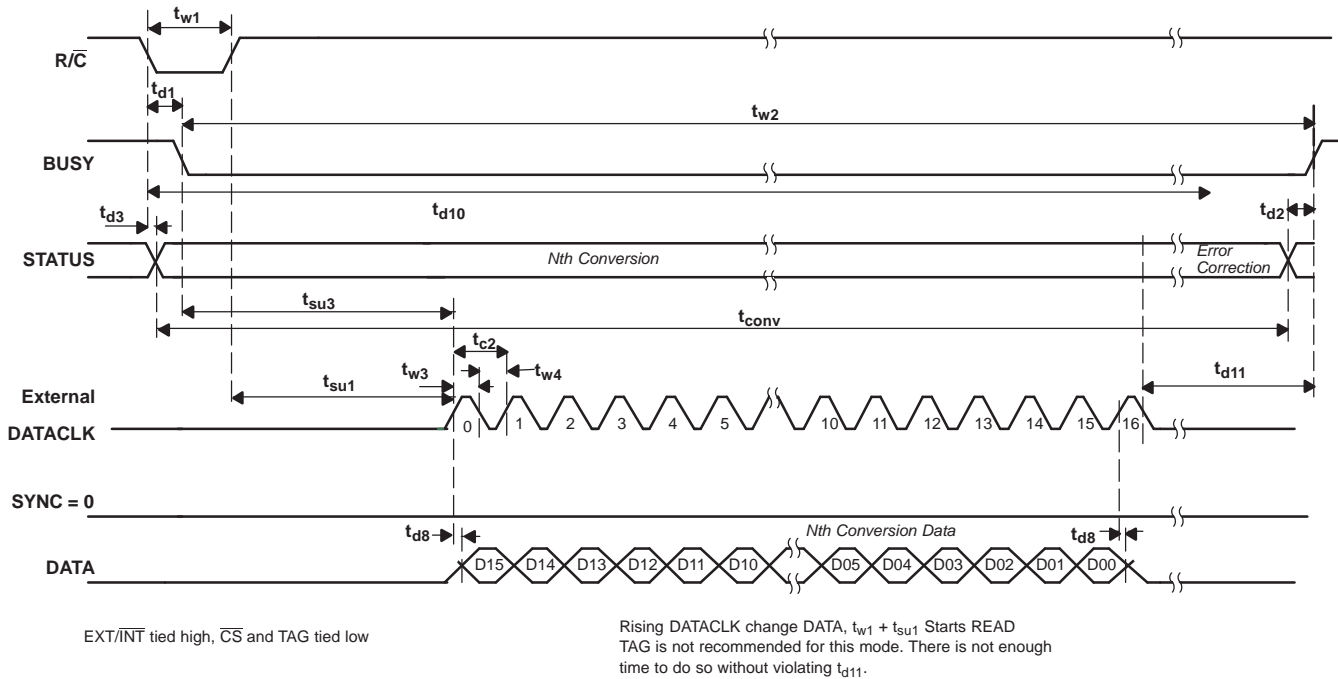 tw1
R/C̅
td1
tw2
BUSY
td10
td3
td2
STATUS
Nth Conversion
Error
Correction
tsu3
tconv
tc2
tw3
tw4
tsu1
td11
External
DATACLK
0 1 2 3 4 5 10 11 12 13 14 15 16
SYNC = 0
Nth Conversion Data
td8
td8
DATA
D15 D14 D13 D12 D11 D10 D05 D04 D03 D02 D01 D00
EXT/I̅N̅T̅ tied high, C̅S̅ and TAG tied low
Rising DATACLK change DATA, tw1 + tsu1 Starts READ
TAG is not recommended for this mode. There is not enough
time to do so without violating td11.